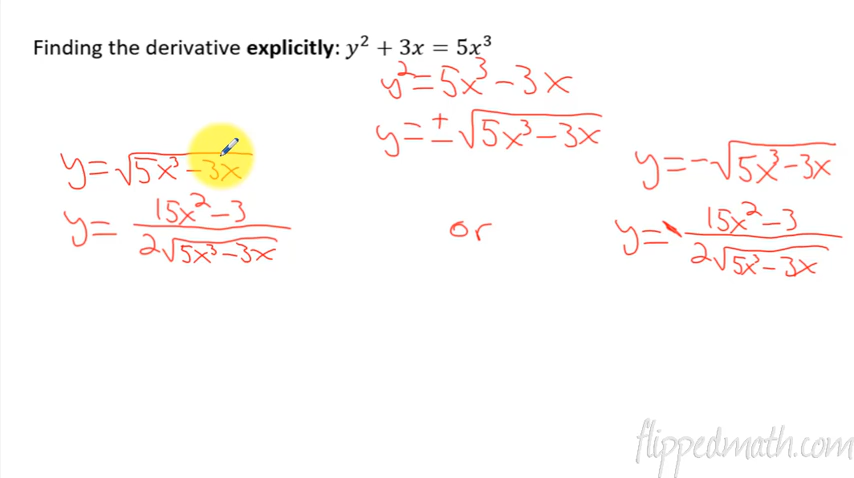 Finding the derivative explicitly: y² + 3x = 5x³
y² = 5x³ − 3x
y = ± √(5x³ − 3x)
y = √(5x³ − 3x)
y = (15x² − 3) / (2√(5x³ − 3x))
or
y = −√(5x³ − 3x)
y = - (15x² − 3) / (2√(5x³ − 3x))
flippedmath.com